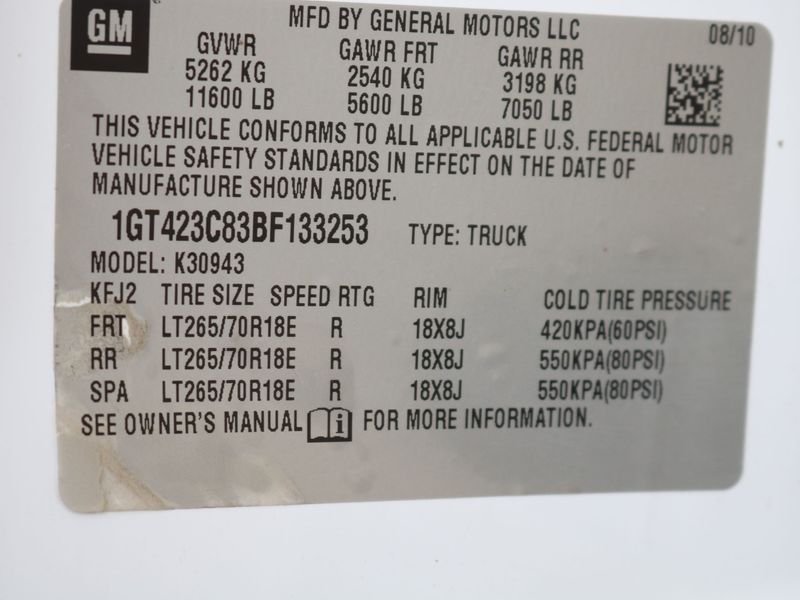 GM
MFD BY GENERAL MOTORS LLC 08/10
GVWR GAWR FRT GAWR RR
5262 KG 2540 KG 3198 KG
11600 LB 5600 LB 7050 LB
THIS VEHICLE CONFORMS TO ALL APPLICABLE U.S. FEDERAL MOTOR
VEHICLE SAFETY STANDARDS IN EFFECT ON THE DATE OF
MANUFACTURE SHOWN ABOVE.
1GT423C83BF133253 TYPE: TRUCK
MODEL: K30943
KFJ2 TIRE SIZE SPEED RTG RIM COLD TIRE PRESSURE
FRT LT265/70R18E R 18X8J 420KPA(60PSI)
RR LT265/70R18E R 18X8J 550KPA(80PSI)
SPA LT265/70R18E R 18X8J 550KPA(80PSI)
SEE OWNER'S MANUAL i FOR MORE INFORMATION.